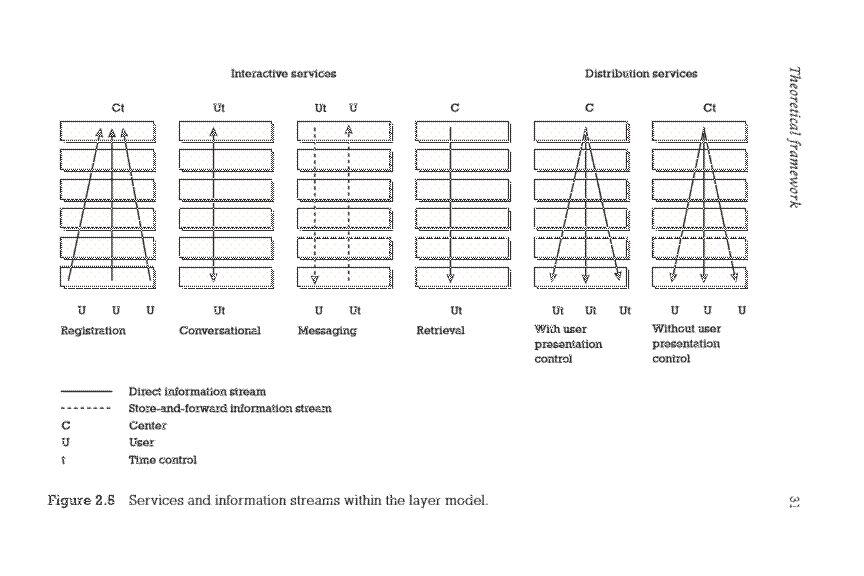 Interactive services
Distribution services
Ct
Ut
Ut U
C
C
Ct
U U U
Ut
U Ut
Ut
Ut Ut Ut
U U U
Registration
Conversational
Messaging
Retrieval
With user
presentation
control
Without user
presentation
control
Direct information stream
Store-and-forward information stream
C Center
U User
t Time control
Figure 2.5 Services and information streams within the layer model.
Theoretical framework
31